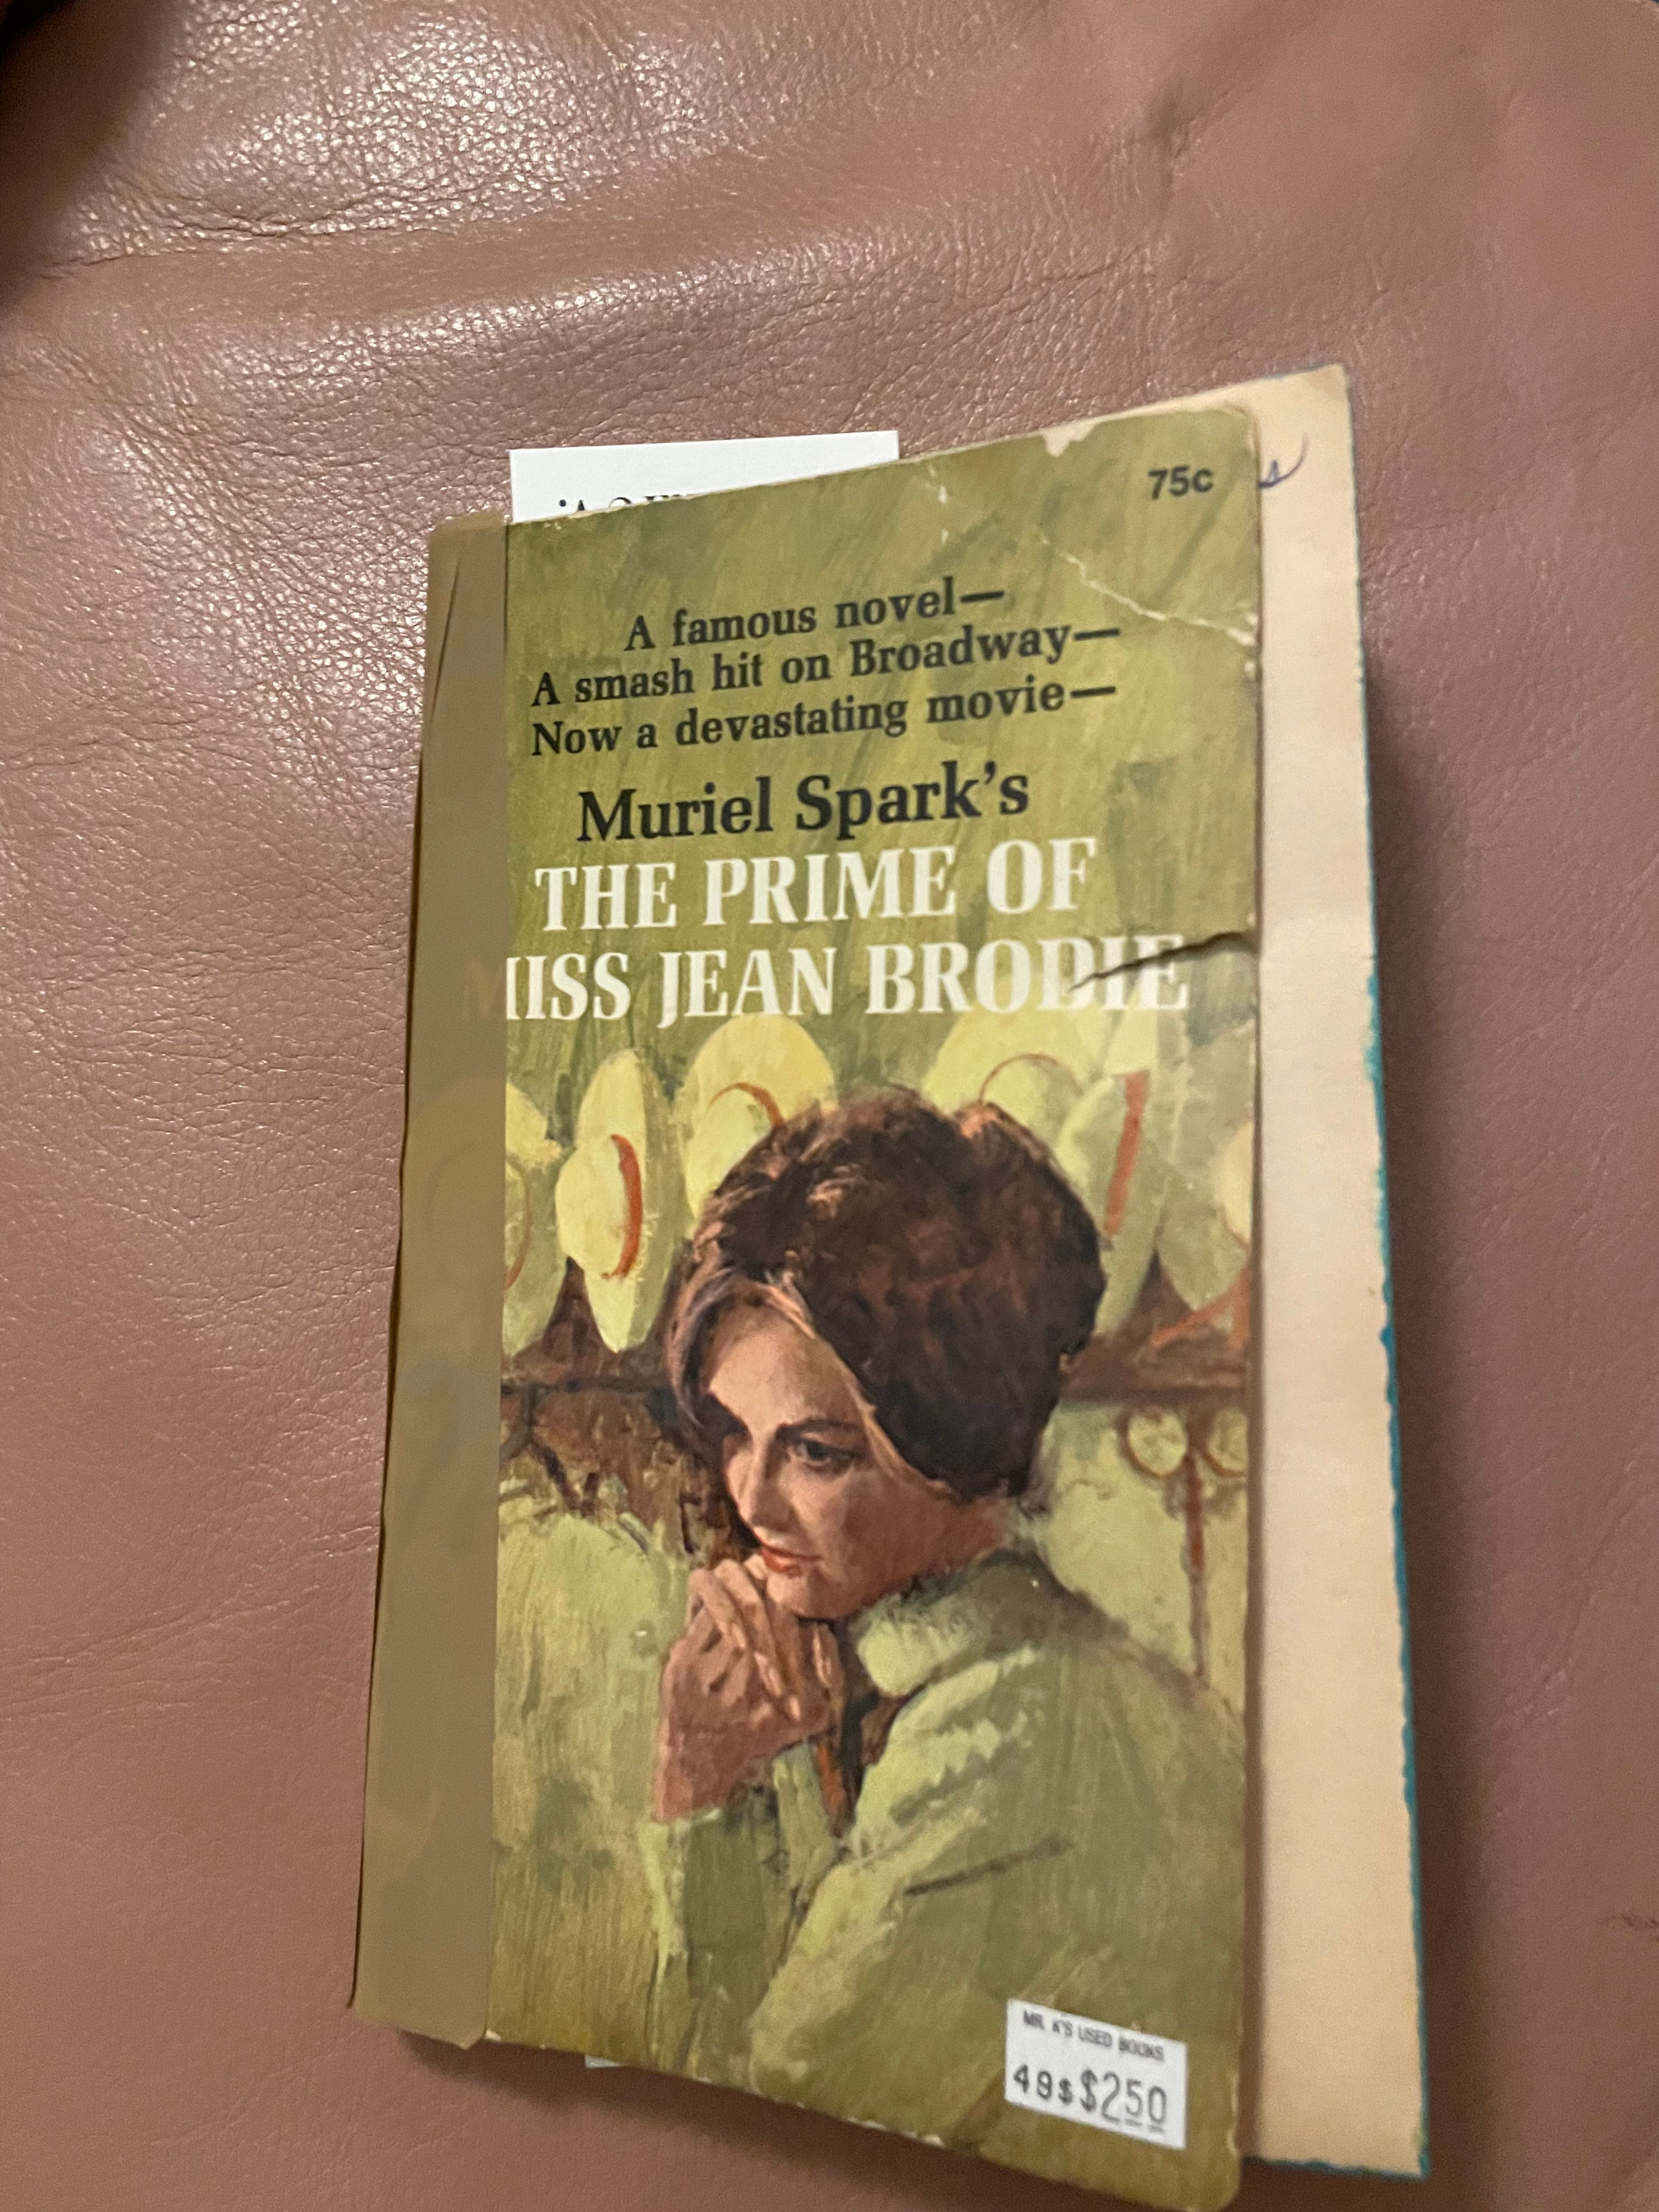 75c
A famous novel—
A smash hit on Broadway—
Now a devastating movie—
Muriel Spark's
THE PRIME OF
MISS JEAN BRODIE
MR. K'S USED BOOKS
49$ $2.50